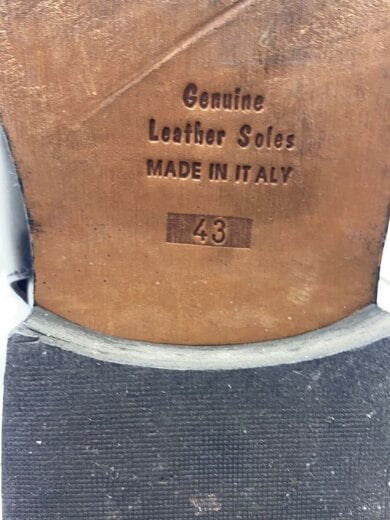 Genuine
Leather Soles
MADE IN ITALY
43